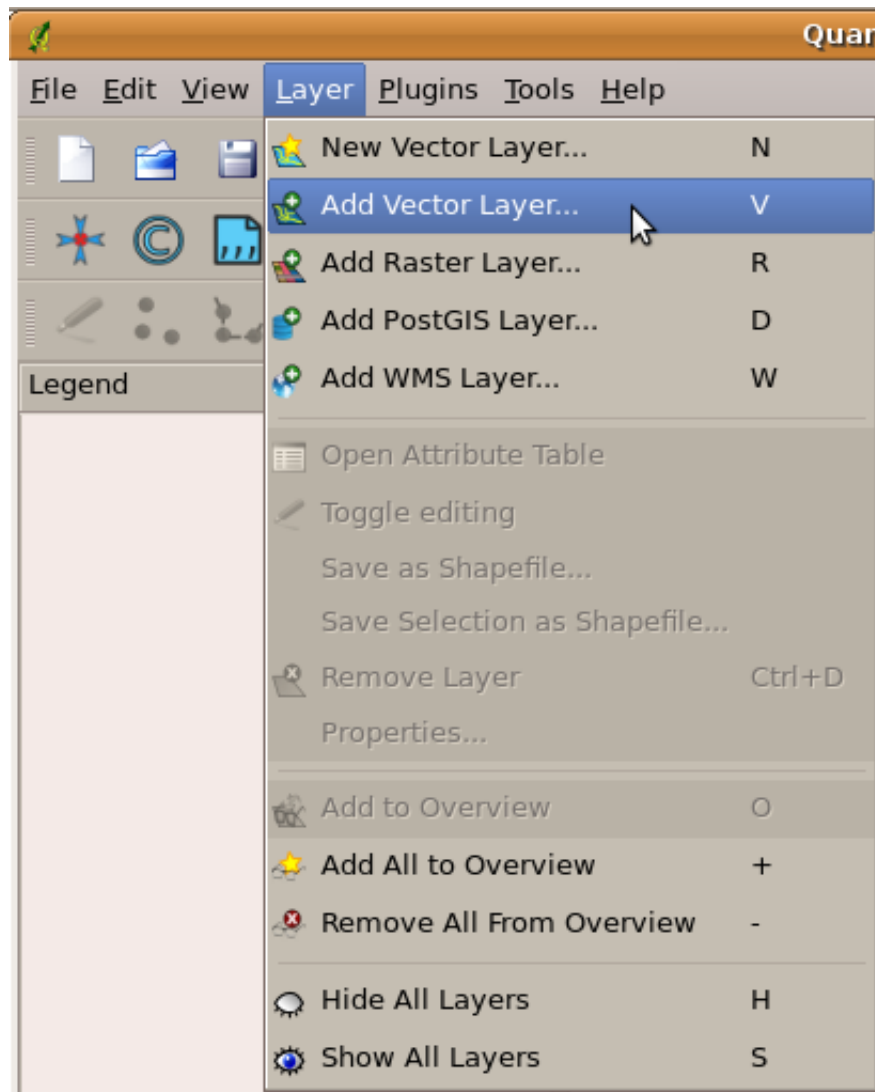 Quan
File Edit View Layer Plugins Tools Help
New Vector Layer... N
Add Vector Layer... V
Add Raster Layer... R
Add PostGIS Layer... D
Add WMS Layer... W
Legend
Open Attribute Table
Toggle editing
Save as Shapefile...
Save Selection as Shapefile...
Remove Layer Ctrl+D
Properties...
Add to Overview O
Add All to Overview +
Remove All From Overview -
Hide All Layers H
Show All Layers S